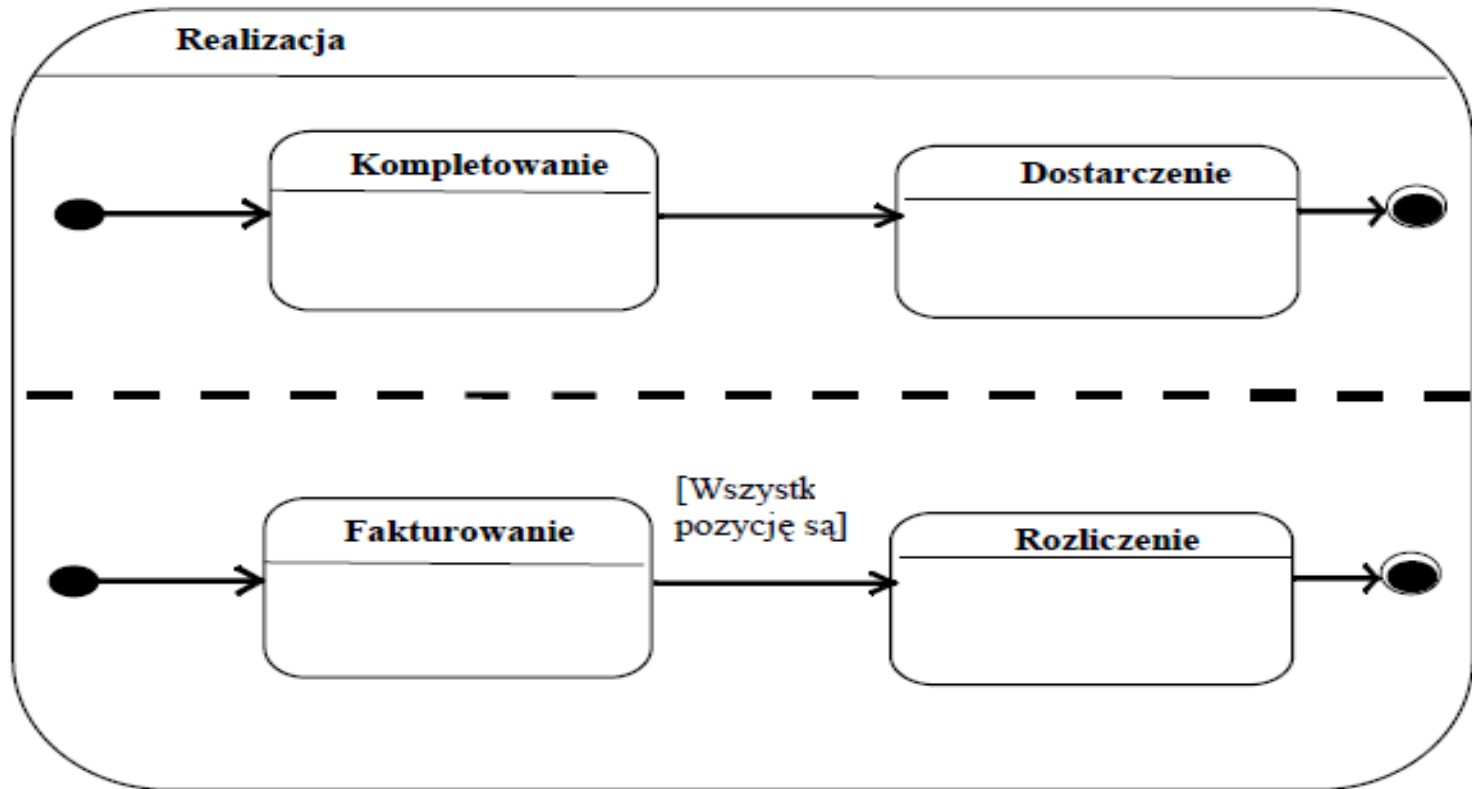 Realizacja
Kompletowanie
Dostarczenie
[Wszystk
pozycję są]
Fakturowanie
Rozliczenie